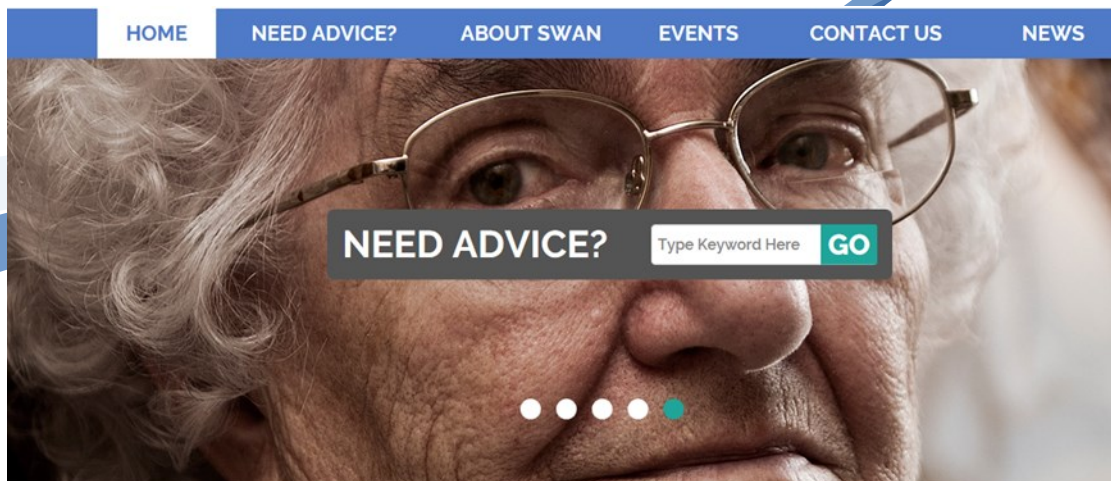 HOME NEED ADVICE? ABOUT SWAN EVENTS CONTACT US NEWS
NEED ADVICE? Type Keyword Here GO